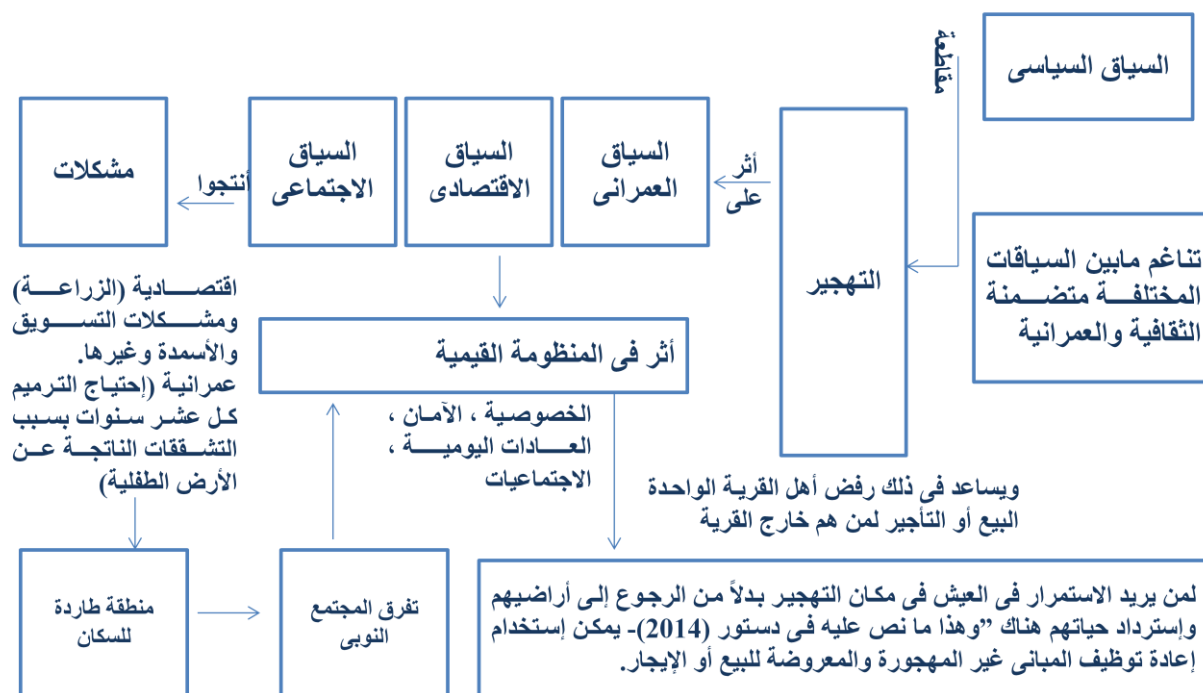 السياق السياسى
مقاطعة
تناغم مابين السياقات
المختلفة متضمنة
الثقافية والعمرانية
التهجير
أثر
على
السياق
العمرانى
السياق
الاقتصادى
السياق
الاجتماعى
أنتجوا
مشكلات
اقتصادية (الزراعة)
ومشكلات التسويق
والأسمدة وغيرها.
عمرانية (إحتياج الترميم
كل عشر سنوات بسبب
التشققات الناتجة عن
الأرض الطفلية)
أثر فى المنظومة القيمية
الخصوصية ، الآمان ،
العادات اليومية ،
الاجتماعيات
ويساعد فى ذلك رفض أهل القرية الواحدة
البيع أو التأجير لمن هم خارج القرية
منطقة طاردة
للسكان
تفرق المجتمع
النوبى
لمن يريد الاستمرار فى العيش فى مكان التهجير بدلاً من الرجوع إلى أراضيهم
وإسترداد حياتهم هناك ”وهذا ما نص عليه فى دستور (2014)- يمكن إستخدام
إعادة توظيف المبانى غير المهجورة والمعروضة للبيع أو الإيجار.